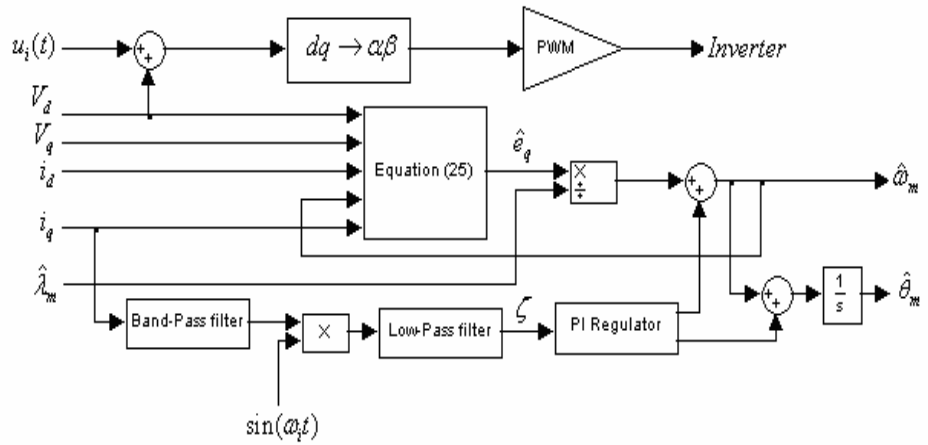 u_i(t)
+
+
dq → αβ
PWM
Inverter
V_d
V_q
i_d
i_q
Equation (25)
ê_q
×
÷
+
+
ω̂_m
λ̂_m
+
+
1
s
θ̂_m
Band-Pass filter
×
Low-Pass filter
ζ
PI Regulator
sin(ω_i t)